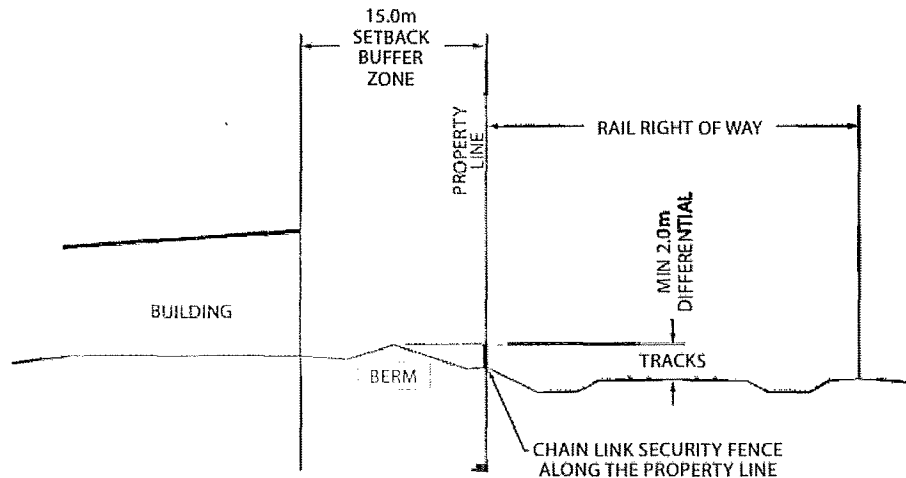 15.0m
SETBACK
BUFFER
ZONE
PROPERTY
LINE
RAIL RIGHT OF WAY
MIN 2.0m
DIFFERENTIAL
BUILDING
BERM
TRACKS
CHAIN LINK SECURITY FENCE
ALONG THE PROPERTY LINE